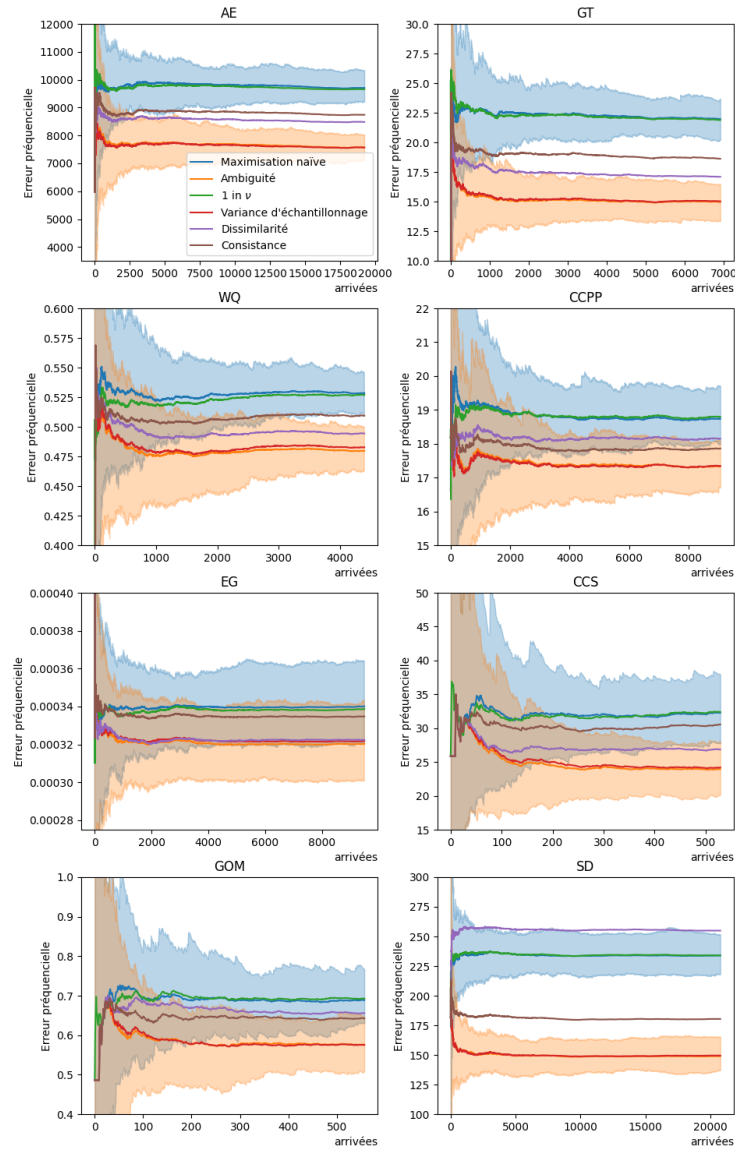 AE
12000
11000
10000
9000
8000
7000
6000
5000
4000
Erreur préquencielle
Maximisation naïve
Ambiguité
1 in ν
Variance d'échantillonnage
Dissimilarité
Consistance
0 2500 5000 7500 10000 12500 15000 17500 20000
arrivées
GT
30.0
27.5
25.0
22.5
20.0
17.5
15.0
12.5
10.0
Erreur préquencielle
0 1000 2000 3000 4000 5000 6000 7000
arrivées
WQ
0.600
0.575
0.550
0.525
0.500
0.475
0.450
0.425
0.400
Erreur préquencielle
0 1000 2000 3000 4000
arrivées
CCPP
22
21
20
19
18
17
16
15
Erreur préquencielle
0 2000 4000 6000 8000
arrivées
EG
0.00040
0.00038
0.00036
0.00034
0.00032
0.00030
0.00028
Erreur préquencielle
0 2000 4000 6000 8000
arrivées
CCS
50
45
40
35
30
25
20
15
Erreur préquencielle
0 100 200 300 400 500
arrivées
GOM
1.0
0.9
0.8
0.7
0.6
0.5
0.4
Erreur préquencielle
0 100 200 300 400 500
arrivées
SD
300
275
250
225
200
175
150
125
100
Erreur préquencielle
0 5000 10000 15000 20000
arrivées